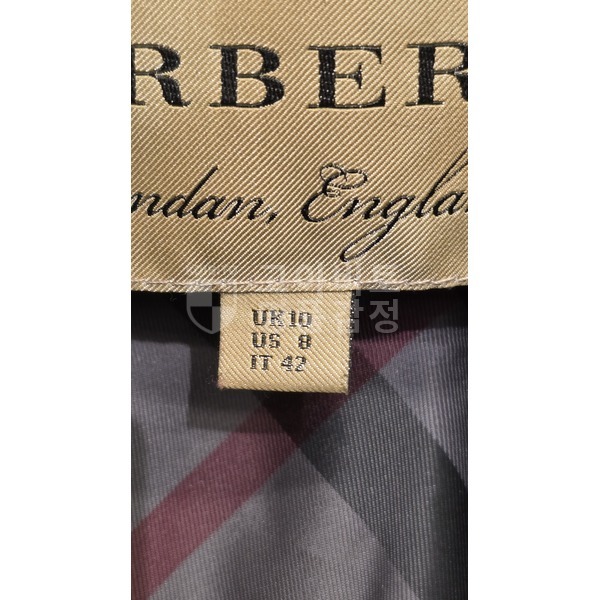 RBER
ndan, Engla
UK 10
US 8
IT 42